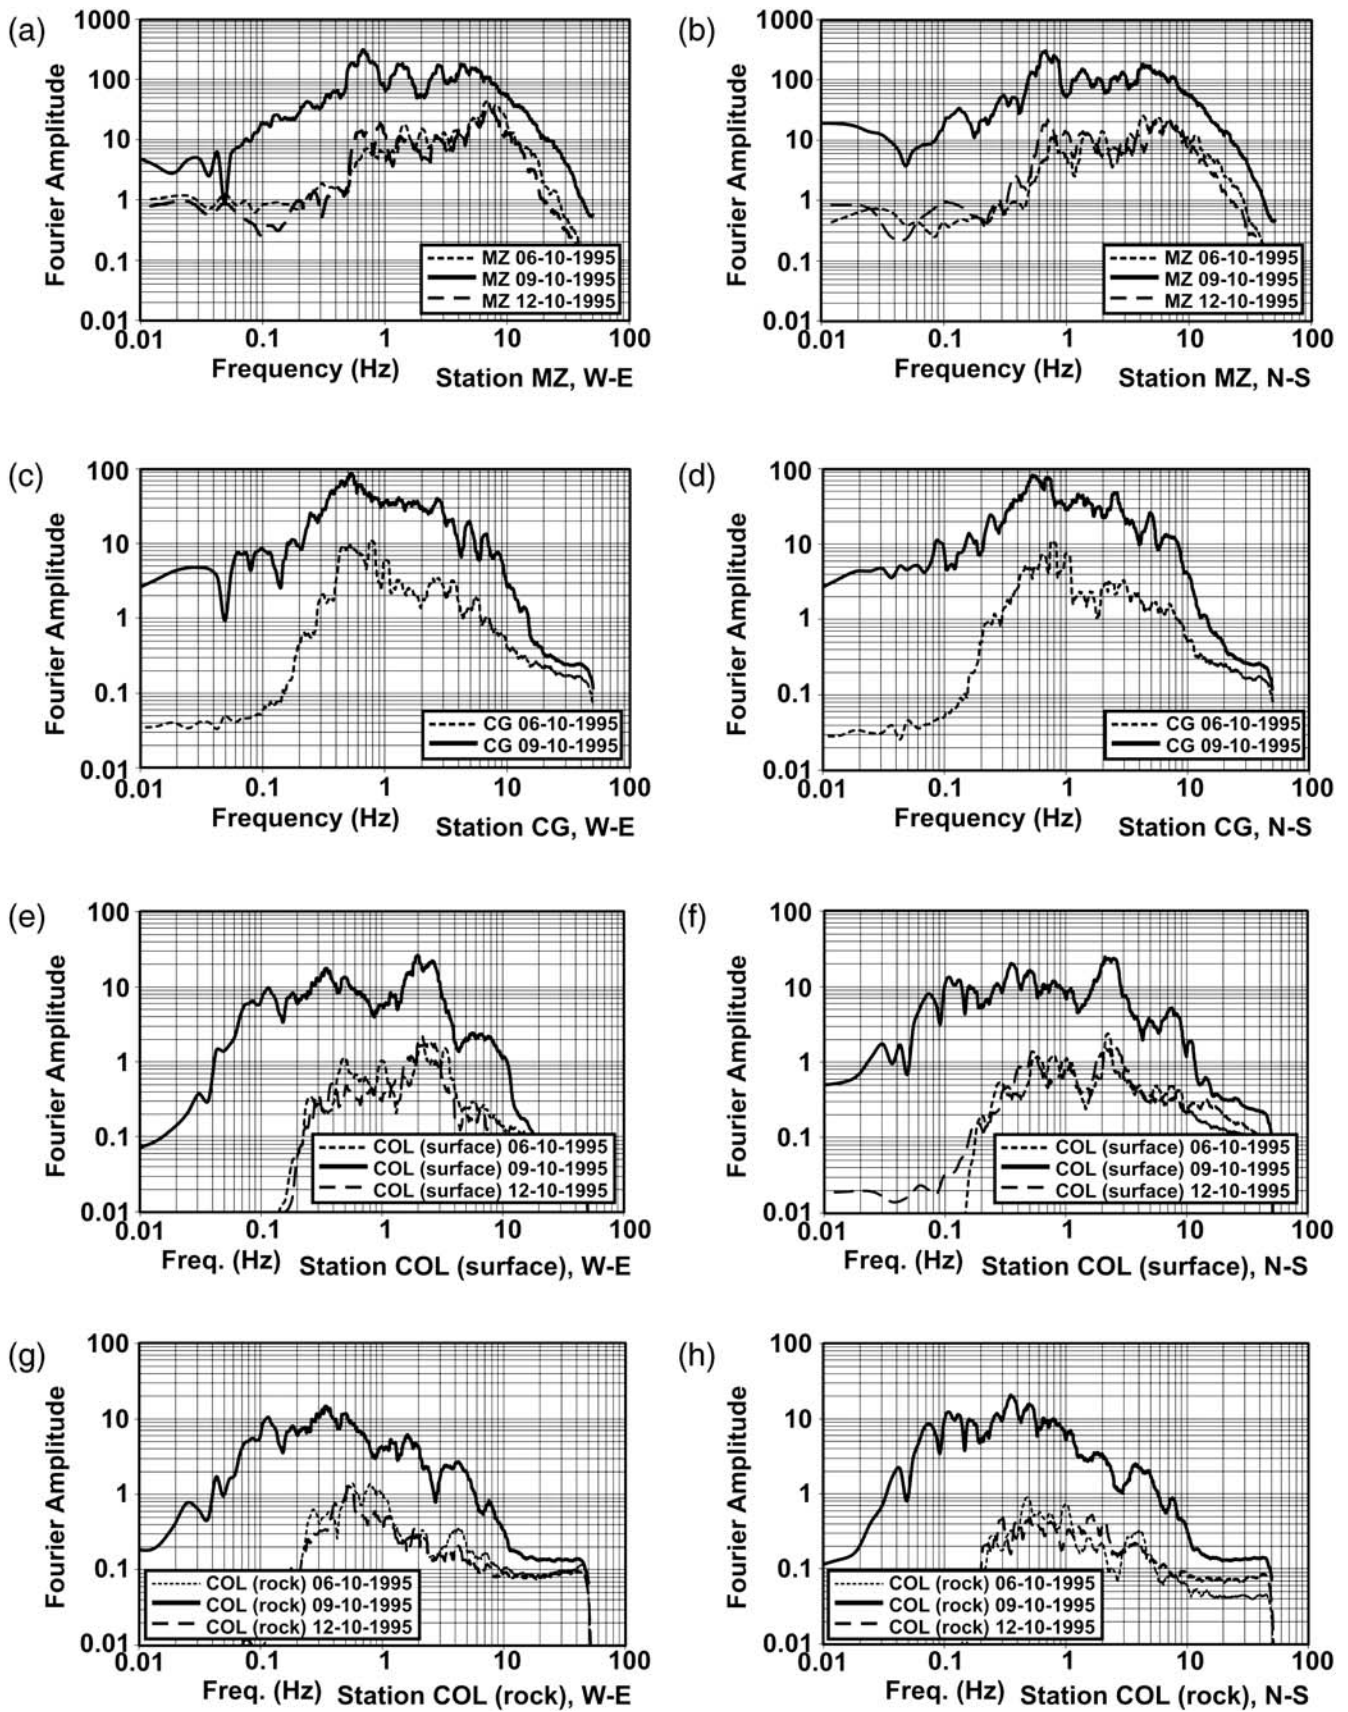 (a)
1000
100
10
1
0.1
0.01
Fourier Amplitude
MZ 06-10-1995
MZ 09-10-1995
MZ 12-10-1995
0.01 0.1 1 10 100
Frequency (Hz) Station MZ, W-E
(b)
1000
100
10
1
0.1
0.01
Fourier Amplitude
MZ 06-10-1995
MZ 09-10-1995
MZ 12-10-1995
0.01 0.1 1 10 100
Frequency (Hz) Station MZ, N-S
(c)
100
10
1
0.1
0.01
Fourier Amplitude
CG 06-10-1995
CG 09-10-1995
0.01 0.1 1 10 100
Frequency (Hz) Station CG, W-E
(d)
100
10
1
0.1
0.01
Fourier Amplitude
CG 06-10-1995
CG 09-10-1995
0.01 0.1 1 10 100
Frequency (Hz) Station CG, N-S
(e)
100
10
1
0.1
0.01
Fourier Amplitude
COL (surface) 06-10-1995
COL (surface) 09-10-1995
COL (surface) 12-10-1995
0.01 0.1 1 10 100
Freq. (Hz) Station COL (surface), W-E
(f)
100
10
1
0.1
0.01
Fourier Amplitude
COL (surface) 06-10-1995
COL (surface) 09-10-1995
COL (surface) 12-10-1995
0.01 0.1 1 10 100
Freq. (Hz) Station COL (surface), N-S
(g)
100
10
1
0.1
0.01
Fourier Amplitude
COL (rock) 06-10-1995
COL (rock) 09-10-1995
COL (rock) 12-10-1995
0.01 0.1 1 10 100
Freq. (Hz) Station COL (rock), W-E
(h)
100
10
1
0.1
0.01
Fourier Amplitude
COL (rock) 06-10-1995
COL (rock) 09-10-1995
COL (rock) 12-10-1995
0.01 0.1 1 10 100
Freq. (Hz) Station COL (rock), N-S